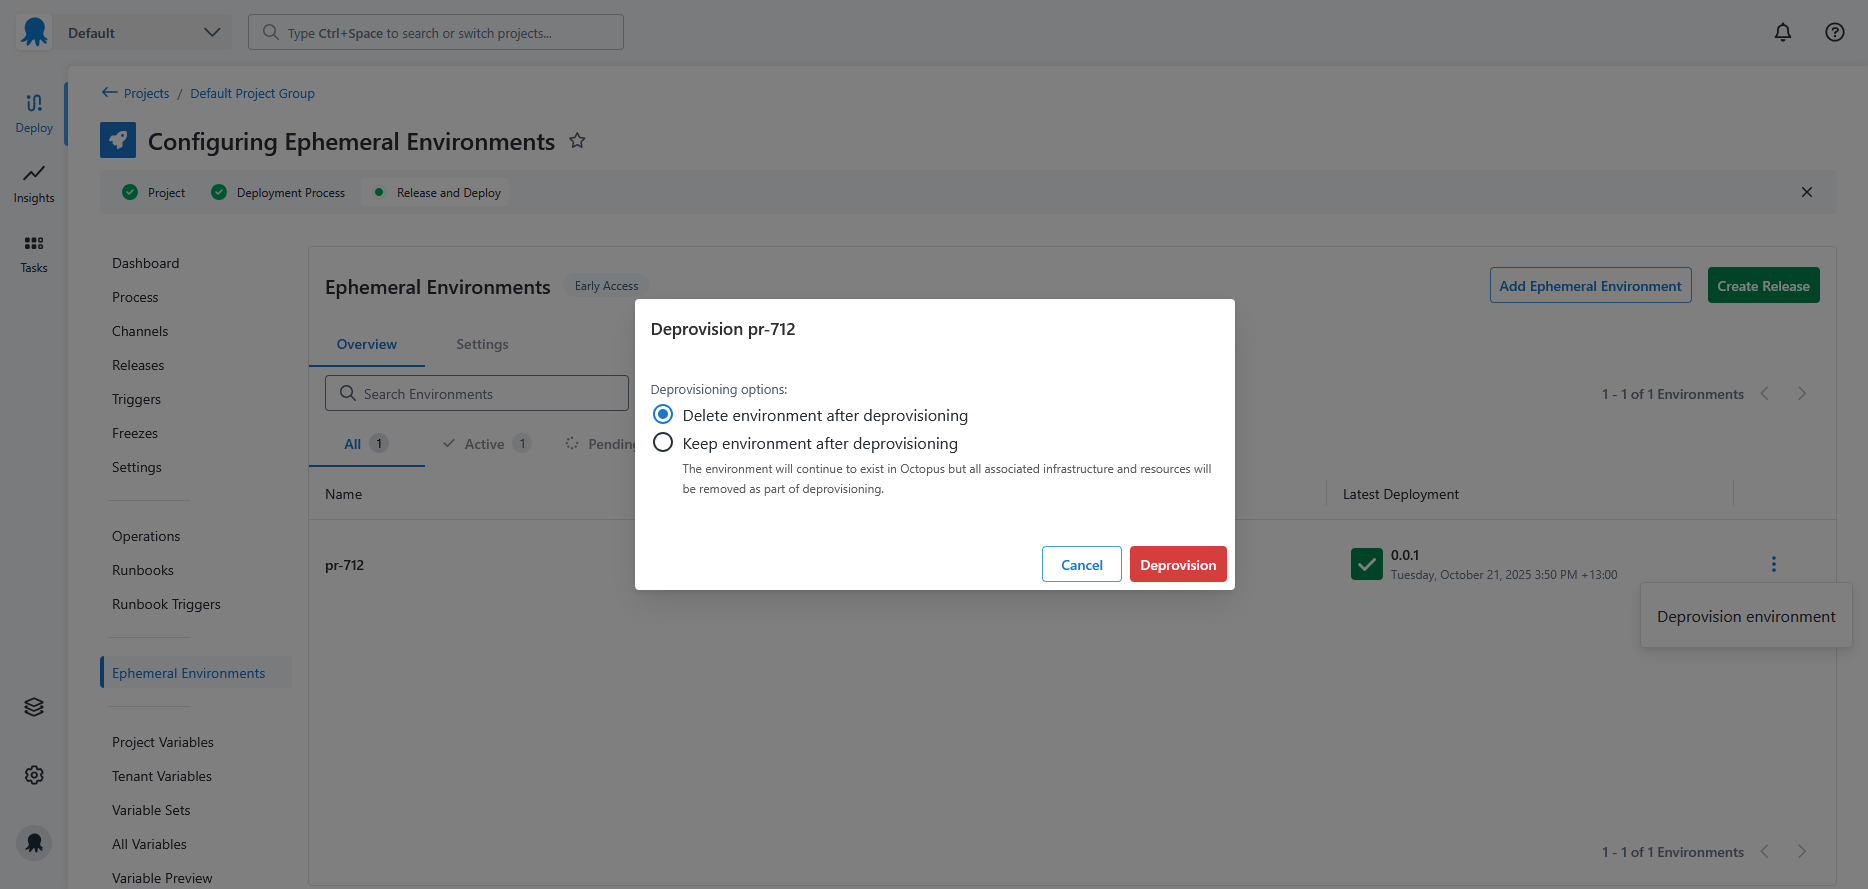 Default
Type Ctrl+Space to search or switch projects...
Deploy
Insights
Tasks
Projects / Default Project Group
Configuring Ephemeral Environments
Project
Deployment Process
Release and Deploy
Dashboard
Process
Channels
Releases
Triggers
Freezes
Settings
Operations
Runbooks
Runbook Triggers
Ephemeral Environments
Project Variables
Tenant Variables
Variable Sets
All Variables
Variable Preview
Ephemeral Environments
Early Access
Add Ephemeral Environment
Create Release
Overview
Settings
Search Environments
1 - 1 of 1 Environments
All 1
Active 1
Name
Latest Deployment
pr-712
0.0.1
Tuesday, October 21, 2025 3:50 PM +13:00
Deprovision environment
1 - 1 of 1 Environments
Deprovision pr-712
Deprovisioning options:
Delete environment after deprovisioning
Keep environment after deprovisioning
The environment will continue to exist in Octopus but all associated infrastructure and resources will
be removed as part of deprovisioning.
Cancel
Deprovision